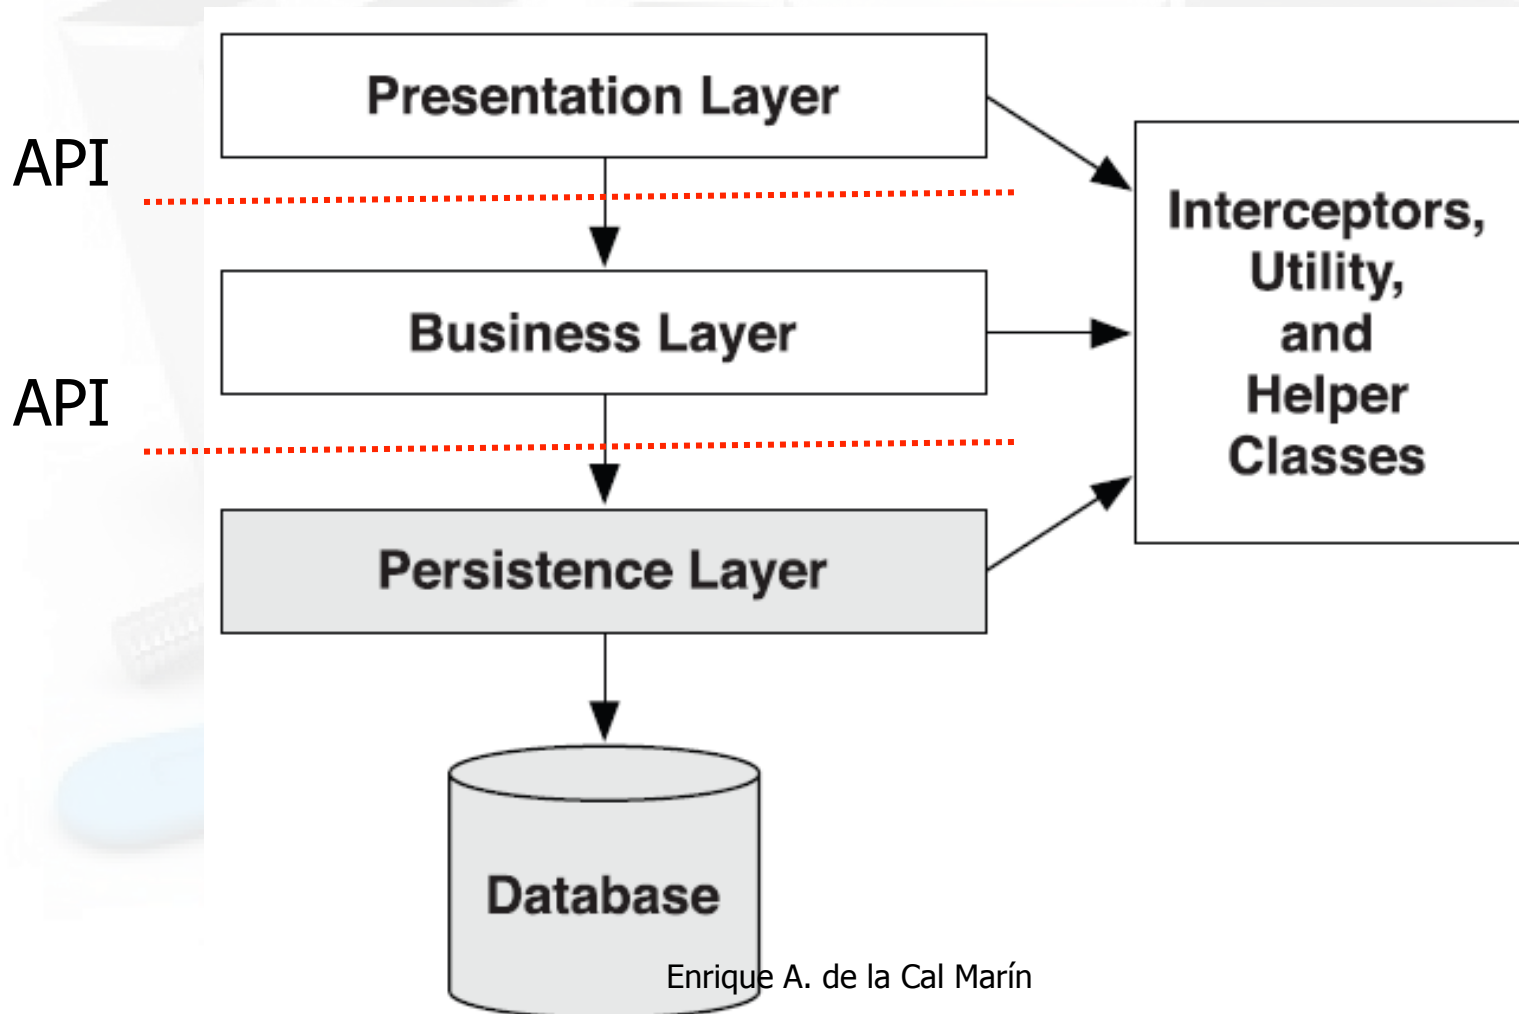 Presentation Layer
API
Interceptors,
Utility,
and
Helper
Classes
Business Layer
API
Persistence Layer
Database
Enrique A. de la Cal Marín